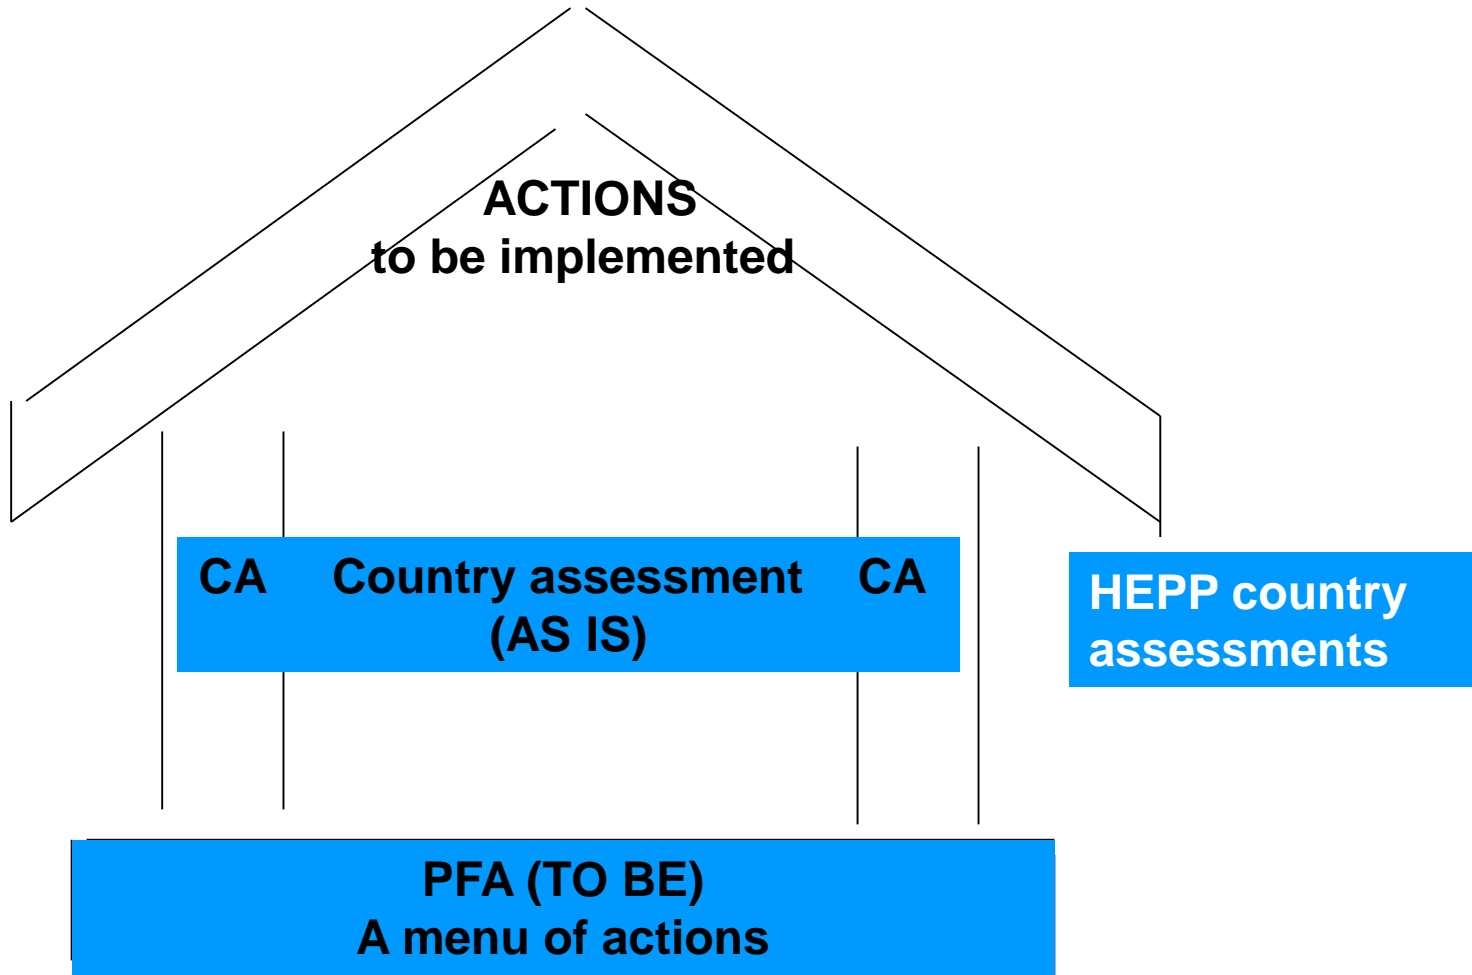 ACTIONS
to be implemented
CA Country assessment CA
(AS IS)
HEPP country
assessments
PFA (TO BE)
A menu of actions